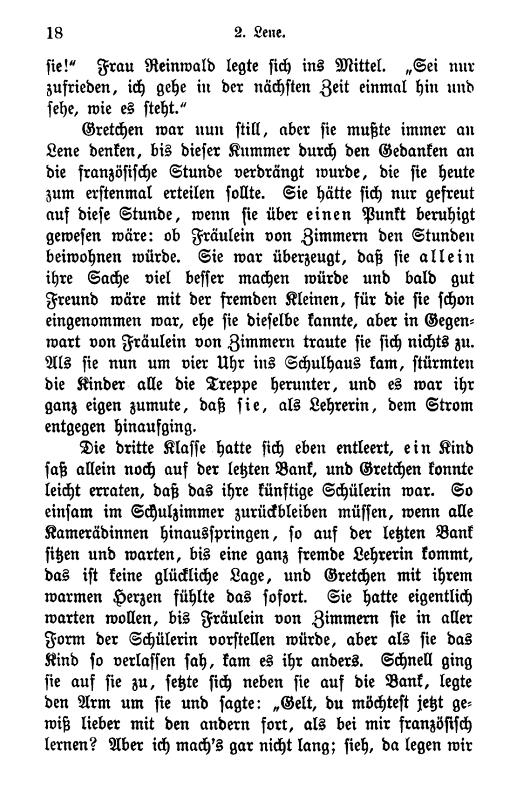 18 2. Lene.
sie!“ Frau Reinwald legte sich ins Mittel. „Sei nur
zufrieden, ich gehe in der nächsten Zeit einmal hin und
sehe, wie es steht.“
Gretchen war nun still, aber sie mußte immer an
Lene denken, bis dieser Kummer durch den Gedanken an
die französische Stunde verdrängt wurde, die sie heute
zum erstenmal erteilen sollte. Sie hätte sich nur gefreut
auf diese Stunde, wenn sie über einen Punkt beruhigt
gewesen wäre: ob Fräulein von Zimmern den Stunden
beiwohnen würde. Sie war überzeugt, daß sie allein
ihre Sache viel besser machen würde und bald gut
Freund wäre mit der fremden Kleinen, für die sie schon
eingenommen war, ehe sie dieselbe kannte, aber in Gegen⸗
wart von Fräulein von Zimmern traute sie sich nichts zu.
Als sie nun um vier Uhr ins Schulhaus kam, stürmten
die Kinder alle die Treppe herunter, und es war ihr
ganz eigen zumute, daß sie, als Lehrerin, dem Strom
entgegen hinaufging.
Die dritte Klasse hatte sich eben entleert, ein Kind
saß allein noch auf der letzten Bank, und Gretchen konnte
leicht erraten, daß das ihre künftige Schülerin war. So
einsam im Schulzimmer zurückbleiben müssen, wenn alle
Kamerädinnen hinausspringen, so auf der letzten Bank
sitzen und warten, bis eine ganz fremde Lehrerin kommt,
das ist keine glückliche Lage, und Gretchen mit ihrem
warmen Herzen fühlte das sofort. Sie hatte eigentlich
warten wollen, bis Fräulein von Zimmern sie in aller
Form der Schülerin vorstellen würde, aber als sie das
Kind so verlassen sah, kam es ihr anders. Schnell ging
sie auf sie zu, setzte sich neben sie auf die Bank, legte
den Arm um sie und sagte: „Gelt, du möchtest jetzt ge⸗
wiß lieber mit den andern fort, als bei mir französisch
lernen? Aber ich mach's gar nicht lang; sieh, da legen wir